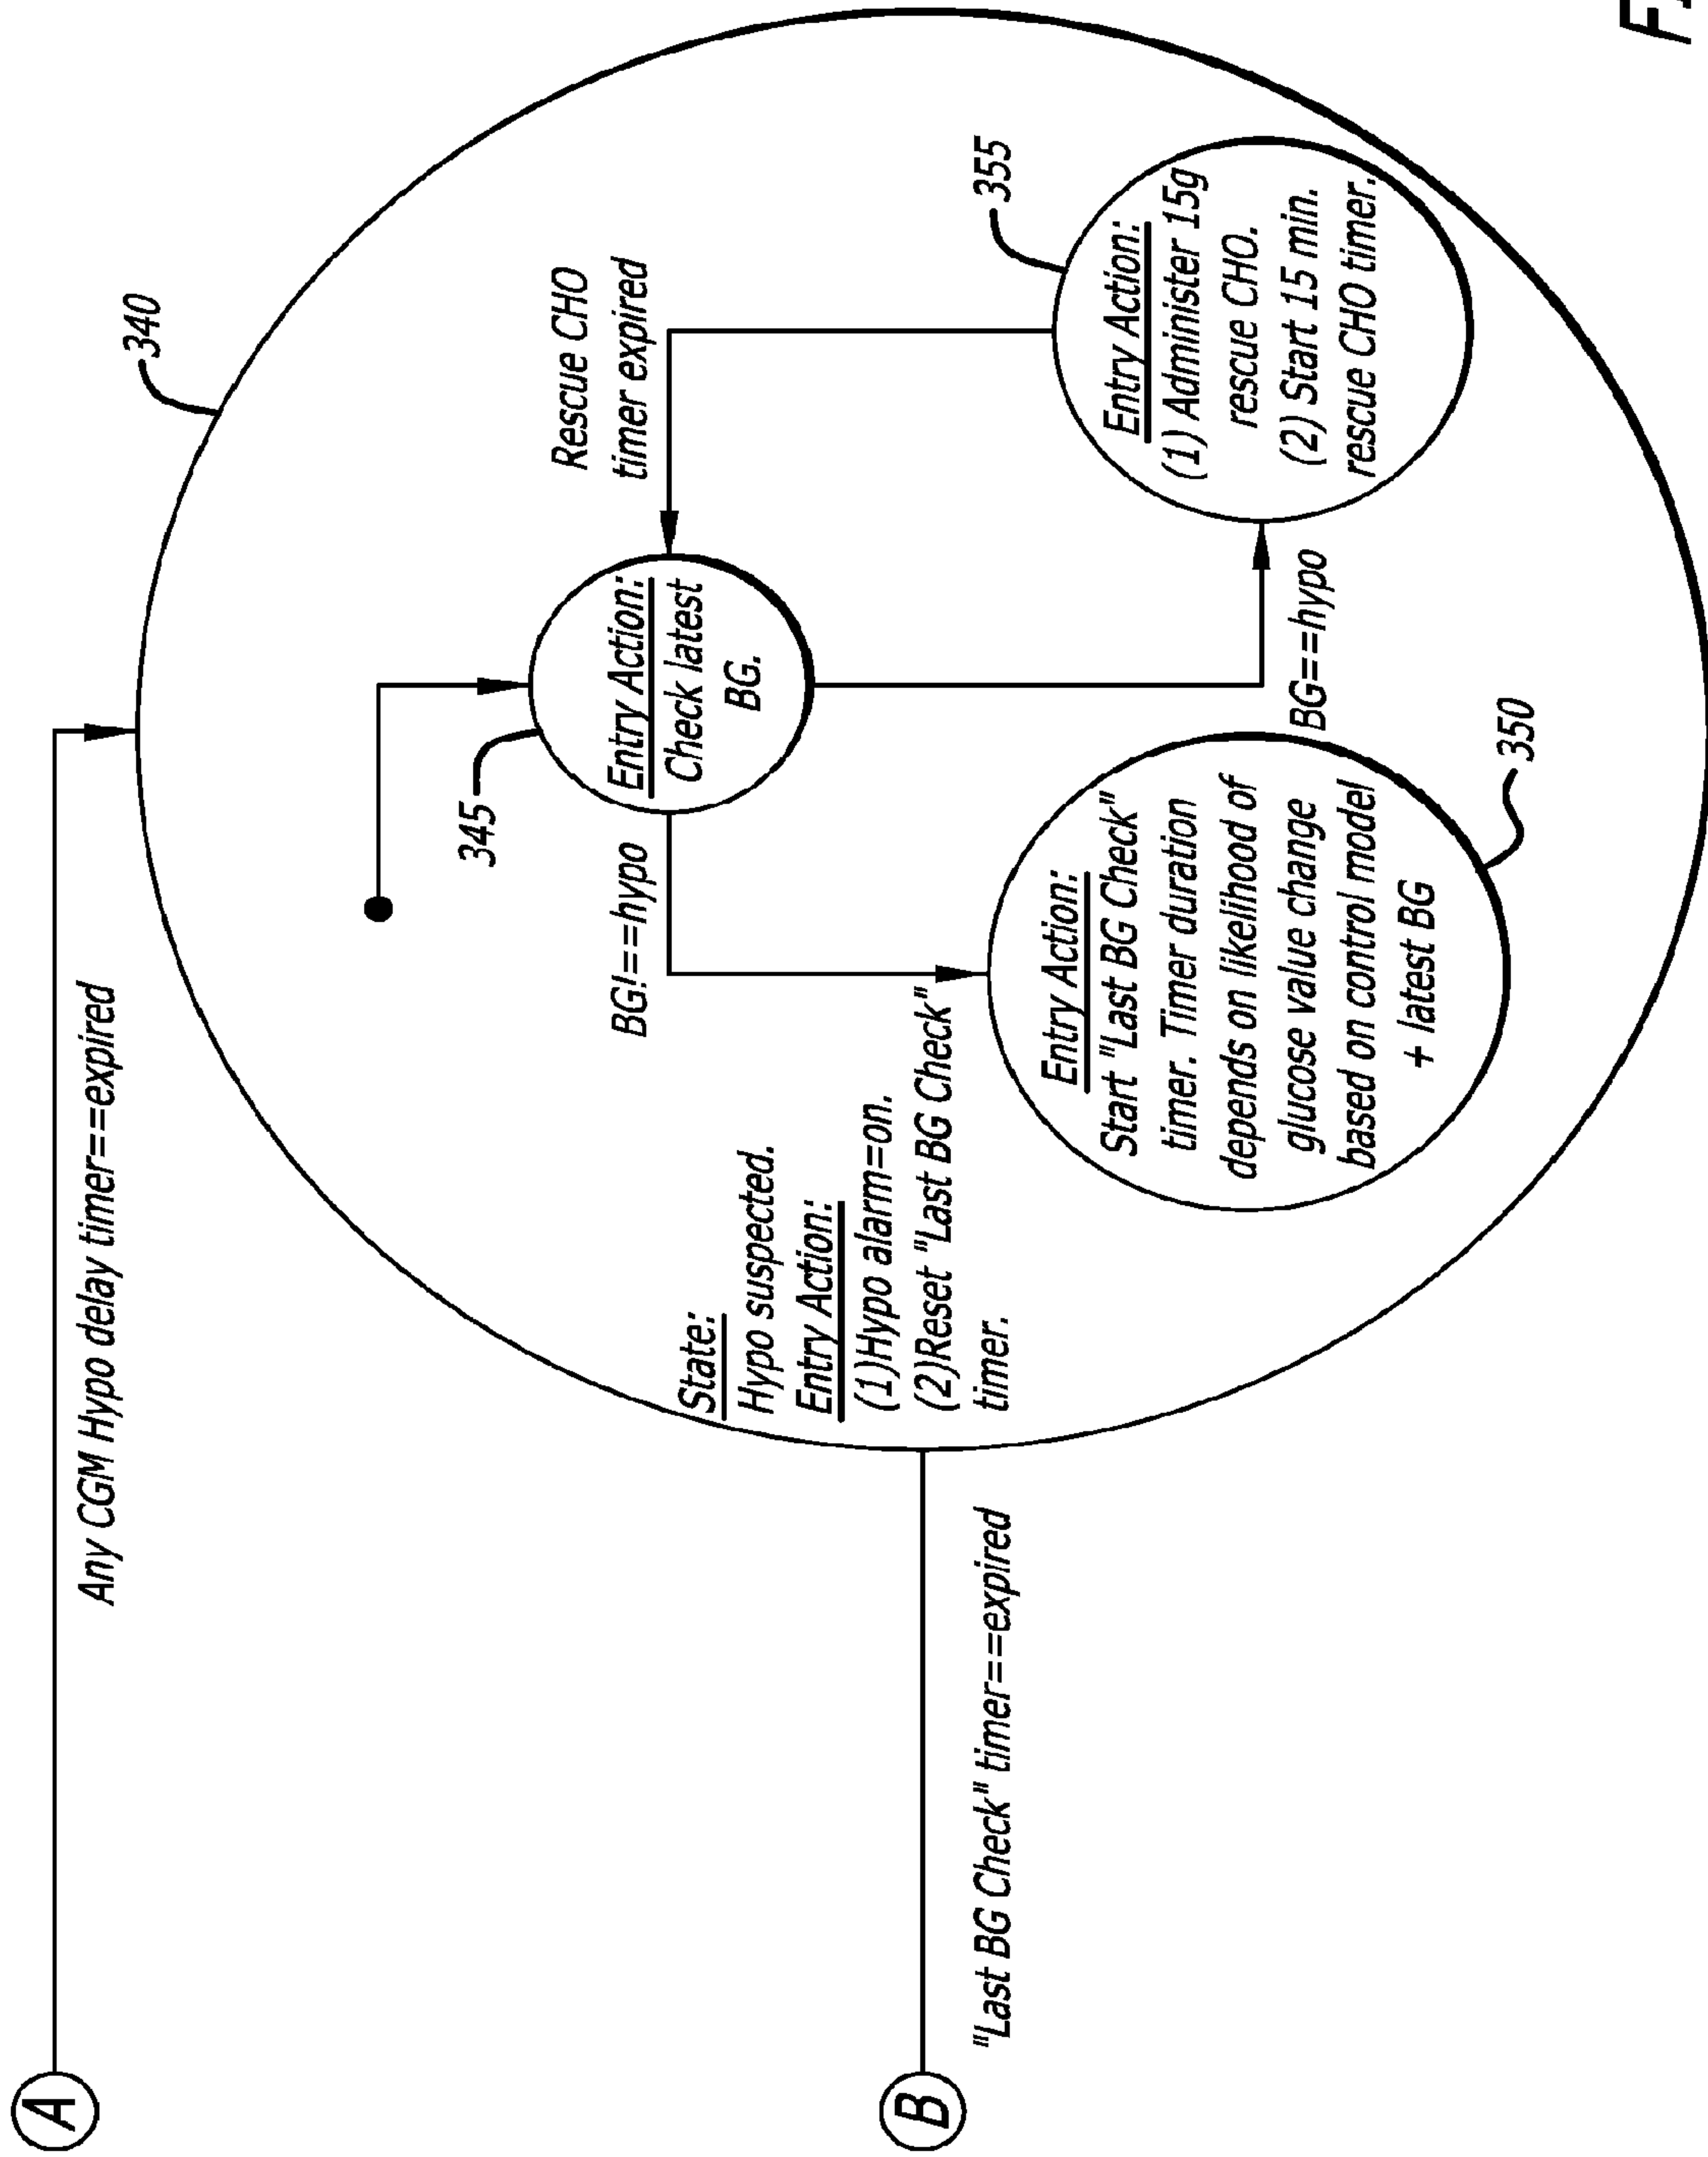 A
Any CGM Hypo delay timer==expired
340
345
Entry Action:
Check latest
BG.
Rescue CHO
timer expired
355
BG!==hypo
State:
Hypo suspected.
Entry Action:
(1)Hypo alarm=on.
(2)Reset "Last BG Check"
timer.
B
"Last BG Check" timer==expired
Entry Action:
Start "Last BG Check"
timer. Timer duration
depends on likelihood of
glucose value change
based on control model
+ latest BG
350
BG==hypo
Entry Action:
(1) Administer 15g
rescue CHO.
(2) Start 15 min.
rescue CHO timer.